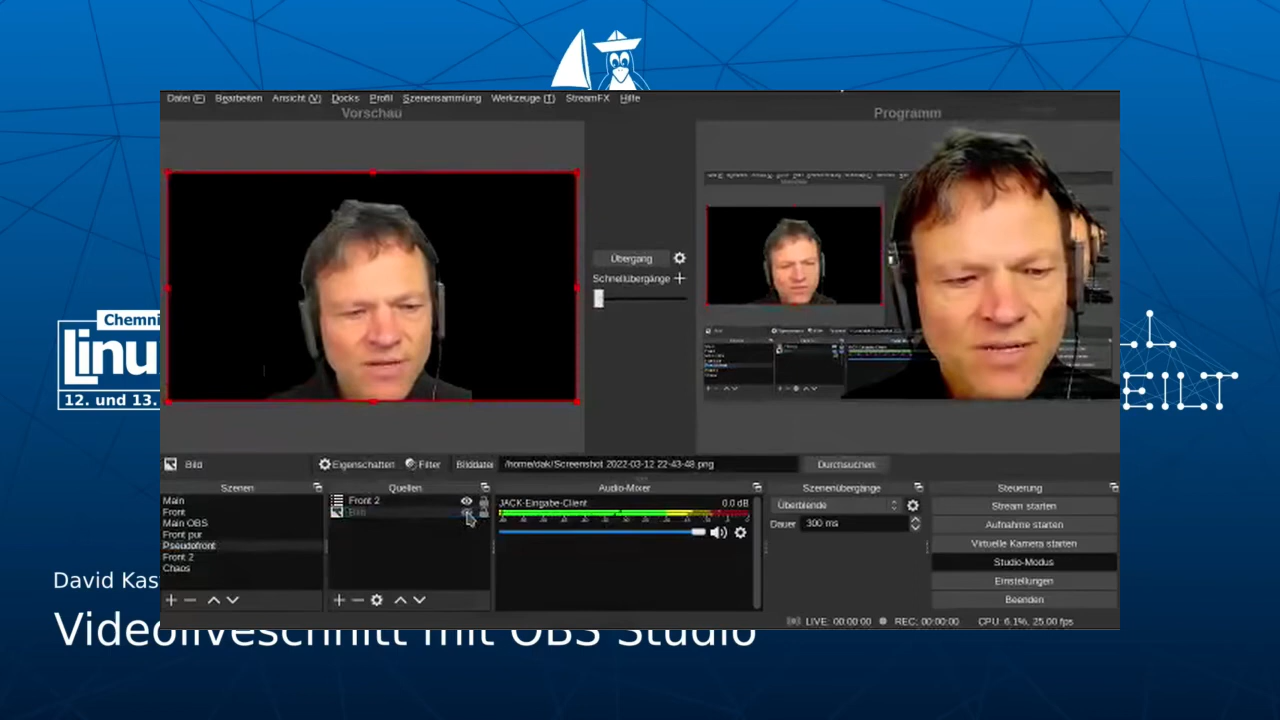 Datei (F) Bearbeiten Ansicht (V) Docks Profil Szenensammlung Werkzeuge (T) StreamFX Hilfe
Vorschau
Programm
Übergang
Schnellübergänge
Chemni
Linu
12. und 13.
EILT
Bild
Eigenschaften
Filter
Bilddatei
/home/dak/Screenshot 2022-03-12 22-43-48.png
Durchsuchen
Szenen
Quellen
Audio-Mixer
Szenenübergänge
Steuerung
Main
Front
Main OBS
Front pur
Pseudofront
Front 2
Chaos
Front 2
Bild
JACK-Eingabe-Client
0.0 dB
Überblende
Dauer 300 ms
Stream starten
Aufnahme starten
Virtuelle Kamera starten
Studio-Modus
Einstellungen
Beenden
David Kas
LIVE: 00:00:00
REC: 00:00:00
CPU: 6.1%, 25.00 fps
Videoliveschnitt mit OBS Studio